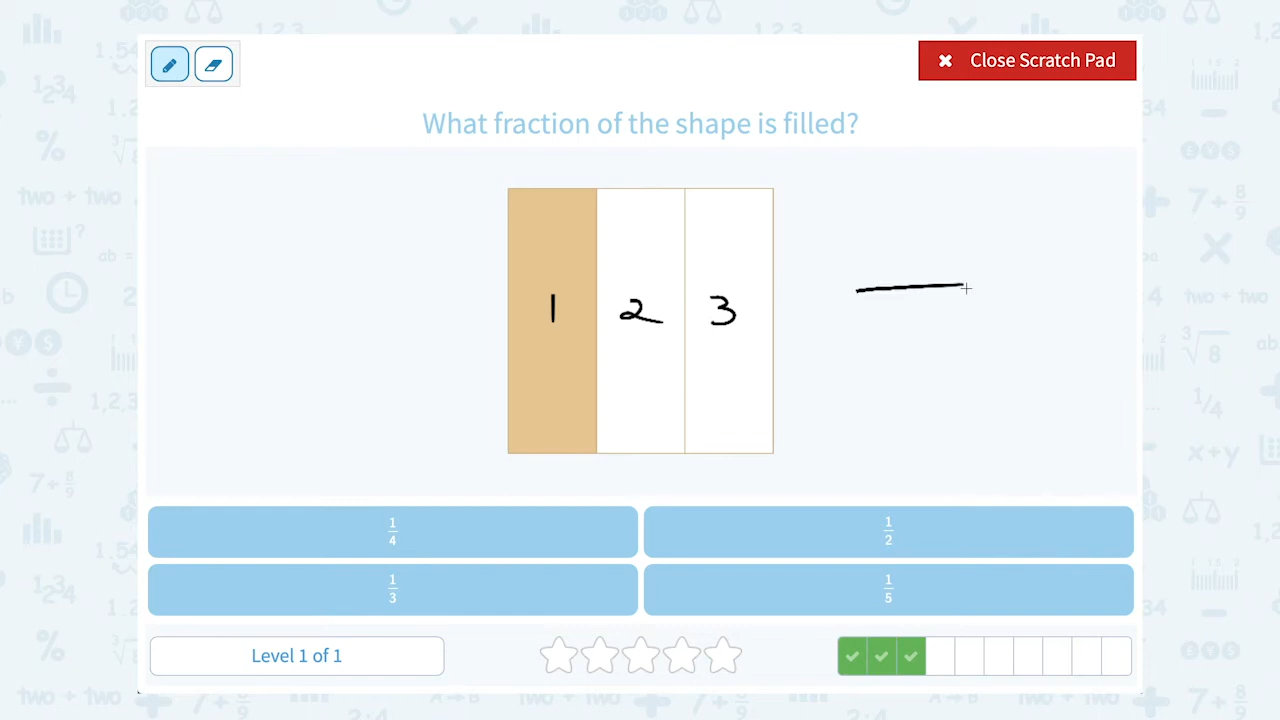 Close Scratch Pad
What fraction of the shape is filled?
1 2 3
1/4
1/2
1/3
1/5
Level 1 of 1